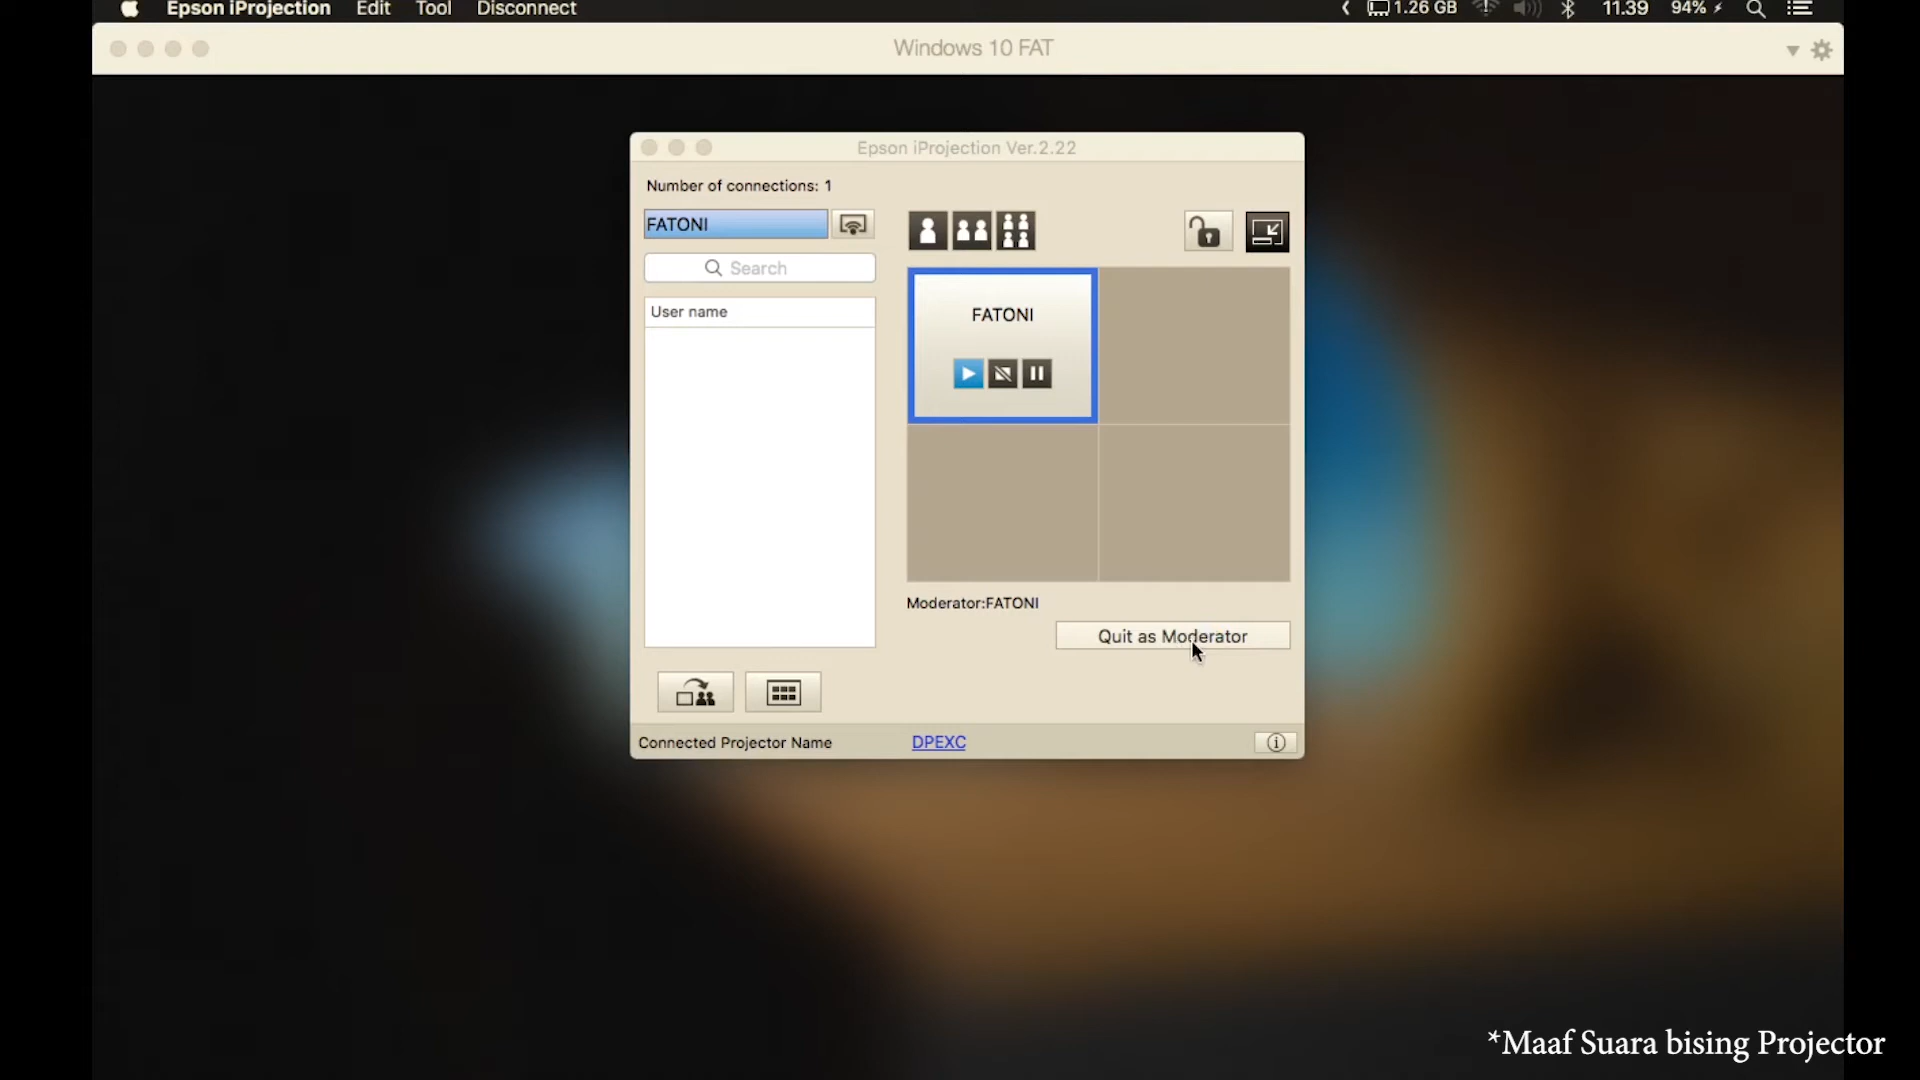 Epson iProjection Edit Tool Disconnect 1.26 GB 11.39 94%
Windows 10 FAT
Epson iProjection Ver.2.22
Number of connections: 1
FATONI
Search
User name
FATONI
Moderator:FATONI
Quit as Moderator
Connected Projector Name DPEXC
*Maaf Suara bising Projector